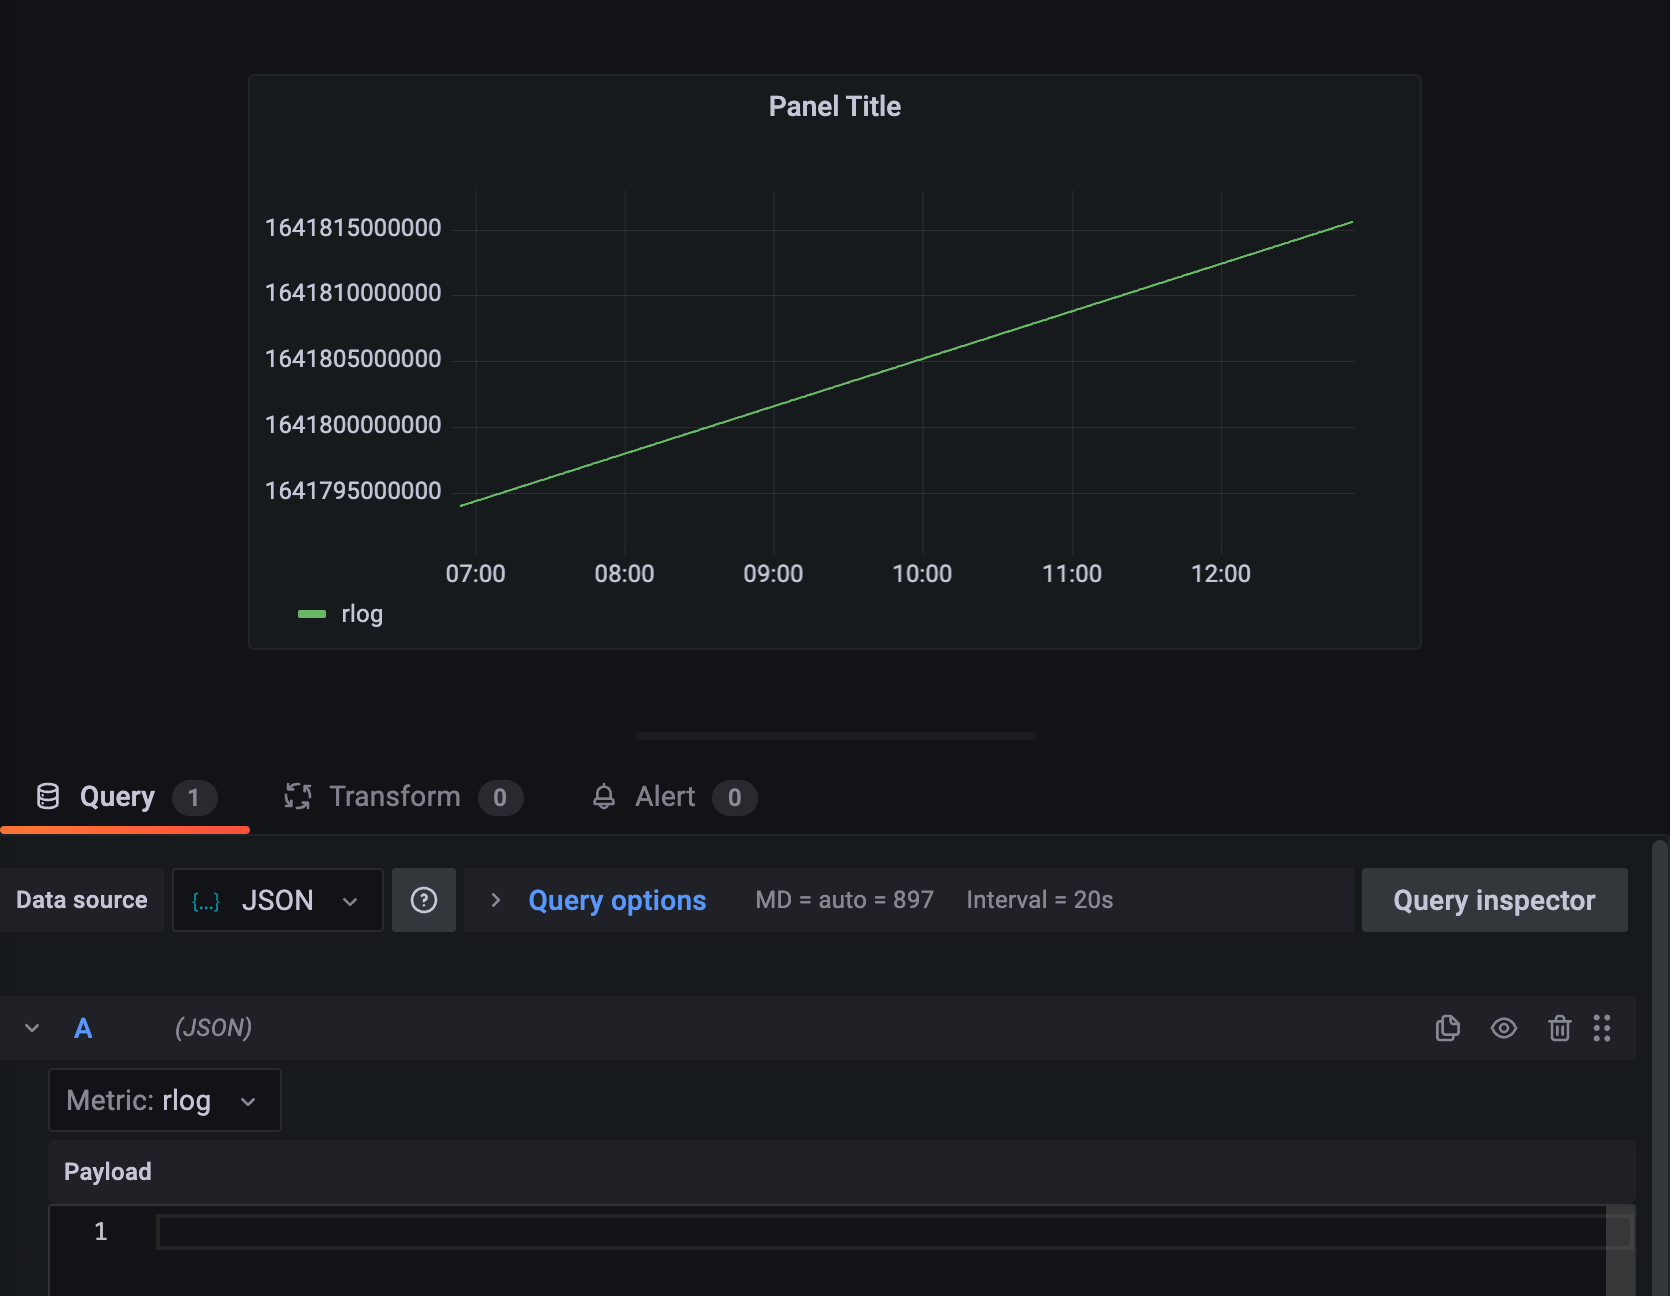 Panel Title
1641815000000
1641810000000
1641805000000
1641800000000
1641795000000
07:00 08:00 09:00 10:00 11:00 12:00
rlog
Query 1 Transform 0 Alert 0
Data source {...} JSON ? > Query options MD = auto = 897 Interval = 20s Query inspector
A (JSON)
Metric: rlog
Payload
1